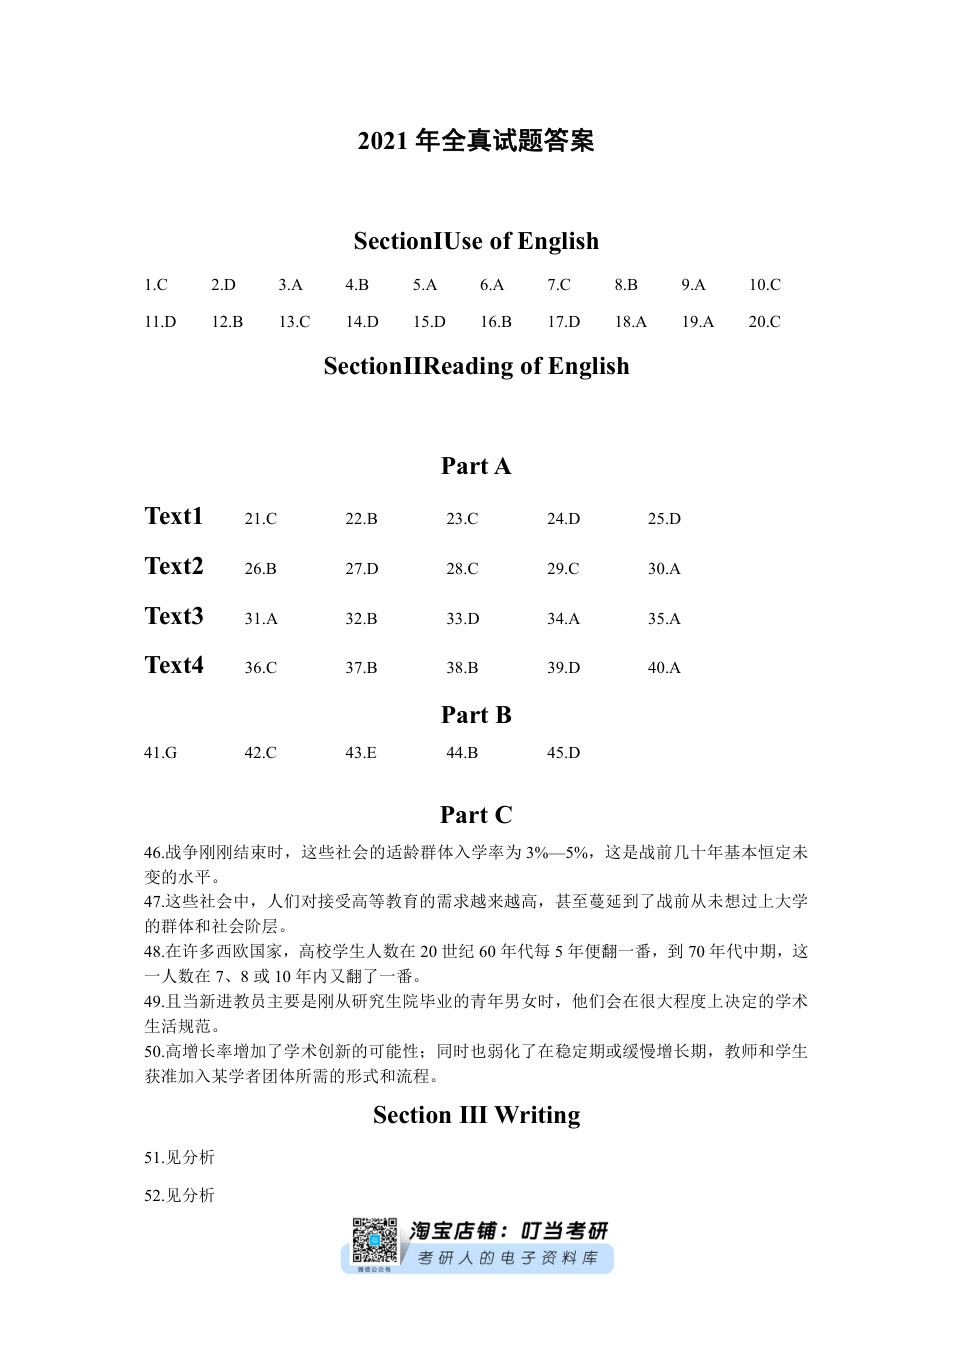 2021 年全真试题答案
SectionIUse of English
1.C 2.D 3.A 4.B 5.A 6.A 7.C 8.B 9.A 10.C
11.D 12.B 13.C 14.D 15.D 16.B 17.D 18.A 19.A 20.C
SectionIIReading of English
Part A
Text1 21.C 22.B 23.C 24.D 25.D
Text2 26.B 27.D 28.C 29.C 30.A
Text3 31.A 32.B 33.D 34.A 35.A
Text4 36.C 37.B 38.B 39.D 40.A
Part B
41.G 42.C 43.E 44.B 45.D
Part C
46.战争刚刚结束时，这些社会的适龄群体入学率为 3%—5%，这是战前几十年基本恒定未
变的水平。
47.这些社会中，人们对接受高等教育的需求越来越高，甚至蔓延到了战前从未想过上大学
的群体和社会阶层。
48.在许多西欧国家，高校学生人数在 20 世纪 60 年代每 5 年便翻一番，到 70 年代中期，这
一人数在 7、8 或 10 年内又翻了一番。
49.且当新进教员主要是刚从研究生院毕业的青年男女时，他们会在很大程度上决定的学术
生活规范。
50.高增长率增加了学术创新的可能性；同时也弱化了在稳定期或缓慢增长期，教师和学生
获准加入某学者团体所需的形式和流程。
Section III Writing
51.见分析
52.见分析
淘宝店铺：叮当考研
考研人的电子资料库
微信公众号